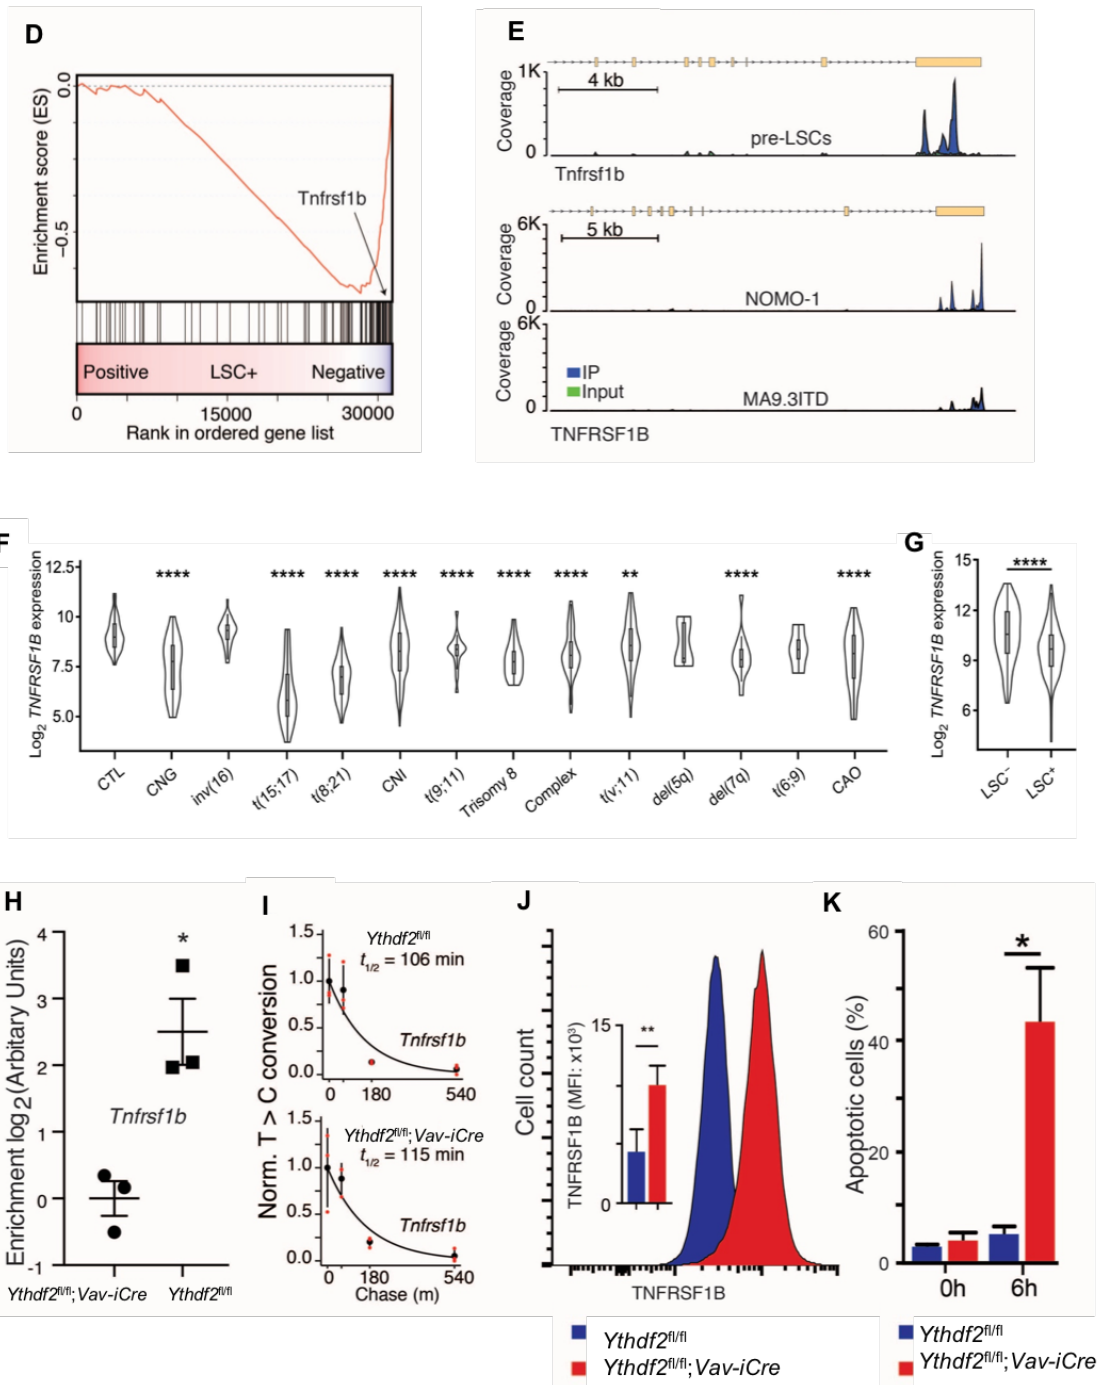 D
Enrichment score (ES)
0.0
−0.5
Tnfrsf1b
Positive LSC+ Negative
0 15000 30000
Rank in ordered gene list
E
Coverage
1K
0
4 kb
pre-LSCs
Tnfrsf1b
Coverage
6K
0
5 kb
NOMO-1
Coverage
6K
0
IP
Input
MA9.3ITD
TNFRSF1B
F
Log2 TNFRSF1B expression
12.5
10
7.5
5.0
**** **** **** **** **** **** **** ** **** ****
CTL CNG inv(16) t(15;17) t(8;21) CNI t(9;11) Trisomy 8 Complex t(v;11) del(5q) del(7q) t(6;9) CAO
G
Log2 TNFRSF1B expression
15
12
9
6
****
LSC- LSC+
H
Enrichment log2 (Arbitary Units)
4
3
2
1
0
-1
*
Tnfrsf1b
Ythdf2fl/fl;Vav-iCre Ythdf2fl/fl
I
Norm. T > C conversion
1.5
1.0
0.5
0.0
Ythdf2fl/fl
t1/2 = 106 min
Tnfrsf1b
0 180 540
1.5
1.0
0.5
0.0
Ythdf2fl/fl;Vav-iCre
t1/2 = 115 min
Tnfrsf1b
0 180 540
Chase (m)
J
Cell count
TNFRSF1B (MFI: x10³)
15
0
**
TNFRSF1B
Ythdf2fl/fl
Ythdf2fl/fl;Vav-iCre
K
Apoptotic cells (%)
60
40
20
0
*
0h 6h
Ythdf2fl/fl
Ythdf2fl/fl;Vav-iCre